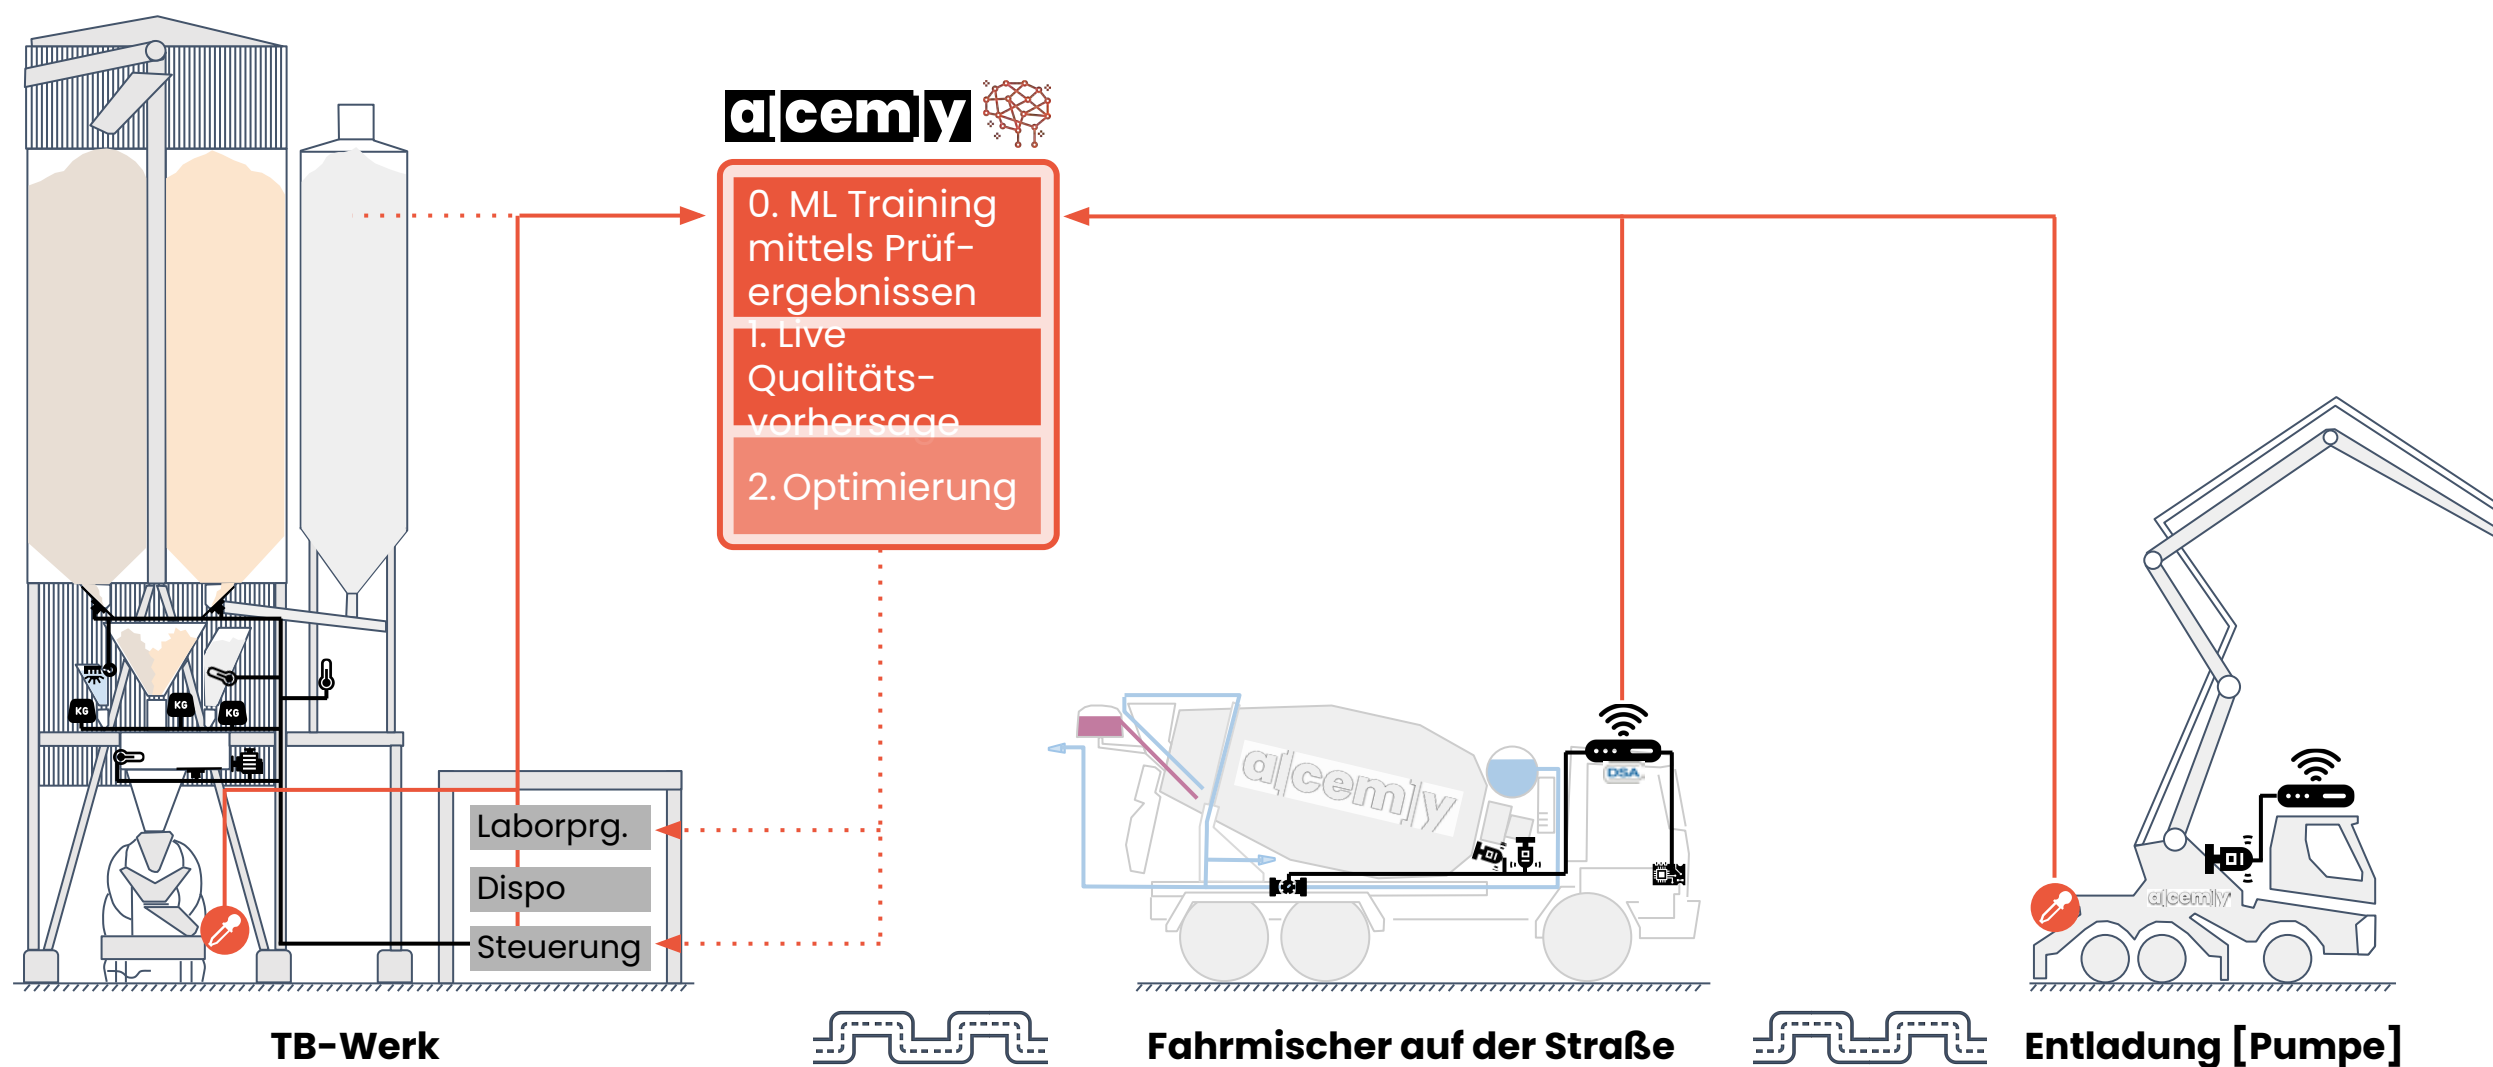 a[cem]y
0. ML Training
mittels Prüf-
ergebnissen
1. Live
Qualitäts-
vorhersage
2. Optimierung
KG
KG
KG
Laborprg.
Dispo
Steuerung
a[cem]y
DSA
a[cem]y
TB-Werk
Fahrmischer auf der Straße
Entladung [Pumpe]